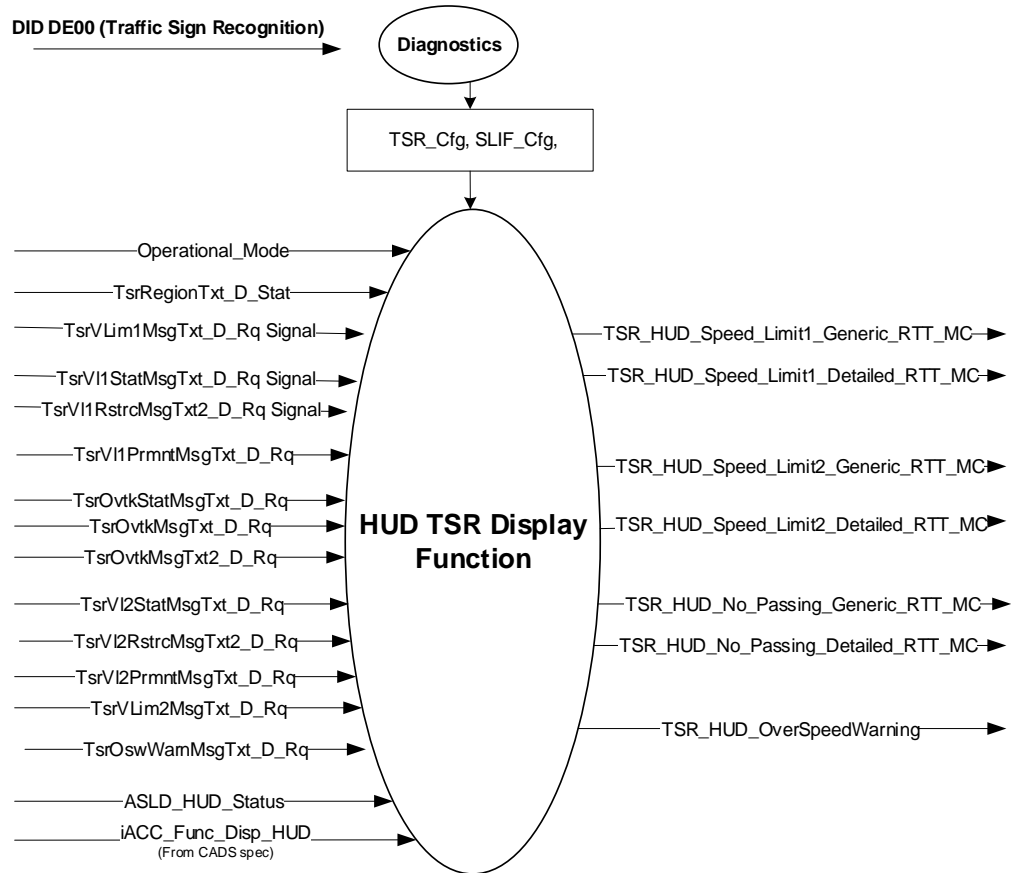 DID DE00 (Traffic Sign Recognition)
Diagnostics
TSR_Cfg, SLIF_Cfg,
Operational_Mode
TsrRegionTxt_D_Stat
TsrVLim1MsgTxt_D_Rq Signal
TsrVl1StatMsgTxt_D_Rq Signal
TsrVl1RstrcMsgTxt2_D_Rq Signal
TsrVl1PrmntMsgTxt_D_Rq
TsrOvtkStatMsgTxt_D_Rq
TsrOvtkMsgTxt_D_Rq
TsrOvtkMsgTxt2_D_Rq
TsrVl2StatMsgTxt_D_Rq
TsrVl2RstrcMsgTxt2_D_Rq
TsrVl2PrmntMsgTxt_D_Rq
TsrVLim2MsgTxt_D_Rq
TsrOswWarnMsgTxt_D_Rq
ASLD_HUD_Status
iACC_Func_Disp_HUD
(From CADS spec)
HUD TSR Display
Function
TSR_HUD_Speed_Limit1_Generic_RTT_MC
TSR_HUD_Speed_Limit1_Detailed_RTT_MC
TSR_HUD_Speed_Limit2_Generic_RTT_MC
TSR_HUD_Speed_Limit2_Detailed_RTT_MC
TSR_HUD_No_Passing_Generic_RTT_MC
TSR_HUD_No_Passing_Detailed_RTT_MC
TSR_HUD_OverSpeedWarning